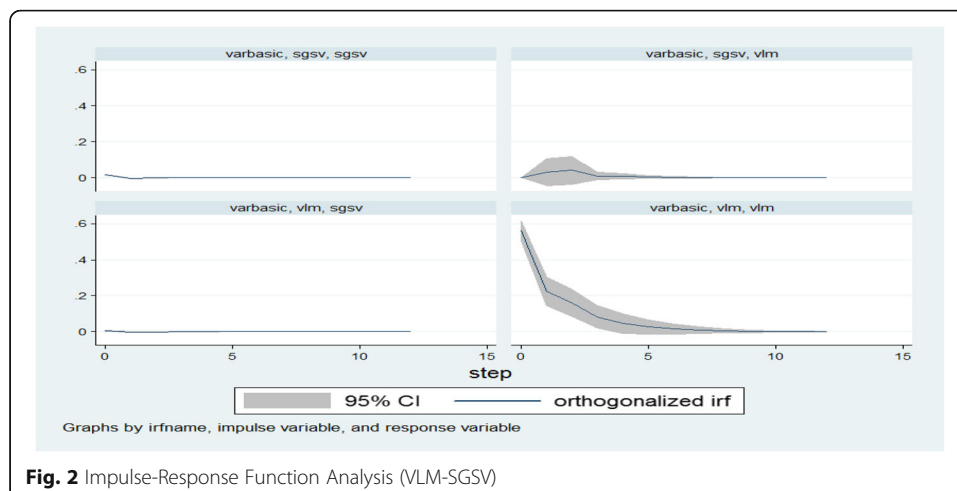 varbasic, sgsv, sgsv
varbasic, sgsv, vlm
.6
.4
.2
0
varbasic, vlm, sgsv
varbasic, vlm, vlm
.6
.4
.2
0
0 5 10 15 0 5 10 15
step
95% CI orthogonalized irf
Graphs by irfname, impulse variable, and response variable
Fig. 2 Impulse-Response Function Analysis (VLM-SGSV)